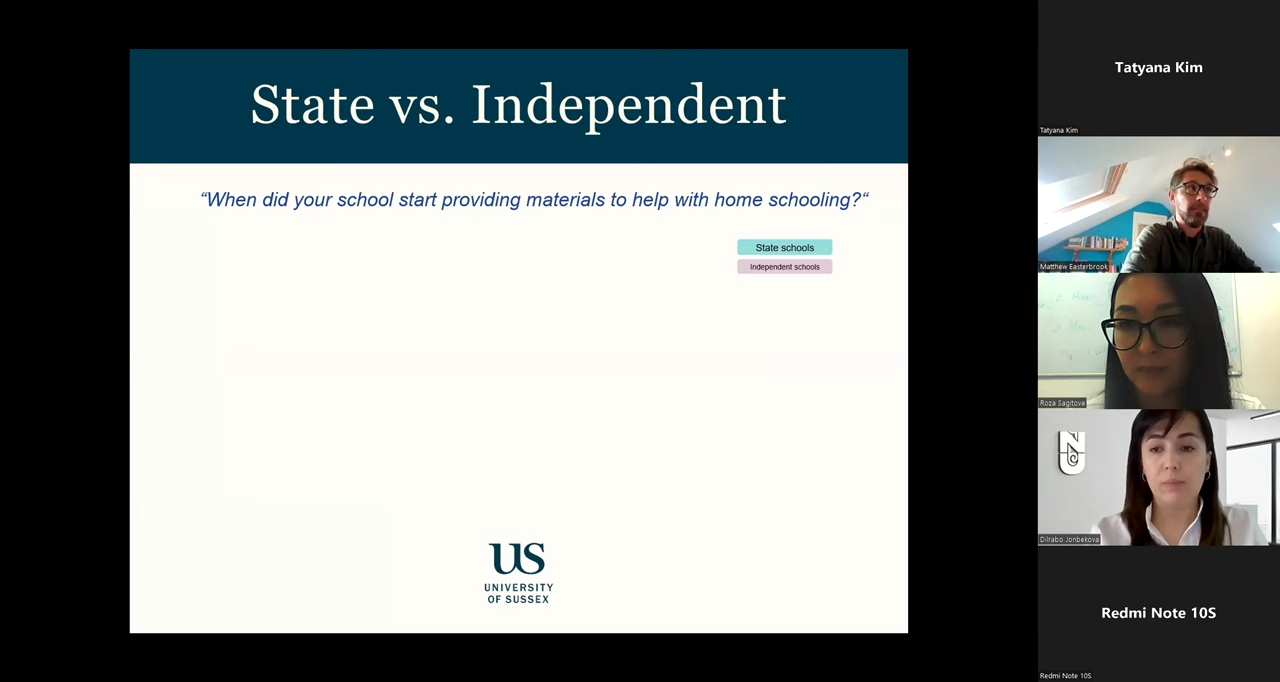 State vs. Independent
“When did your school start providing materials to help with home schooling?“
State schools
Independent schools
US
UNIVERSITY
OF SUSSEX
Tatyana Kim
Tatyana Kim
Matthew Easterbrook
Roza Sagitova
Dilrabo Jonbekova
Redmi Note 10S
Redmi Note 10S